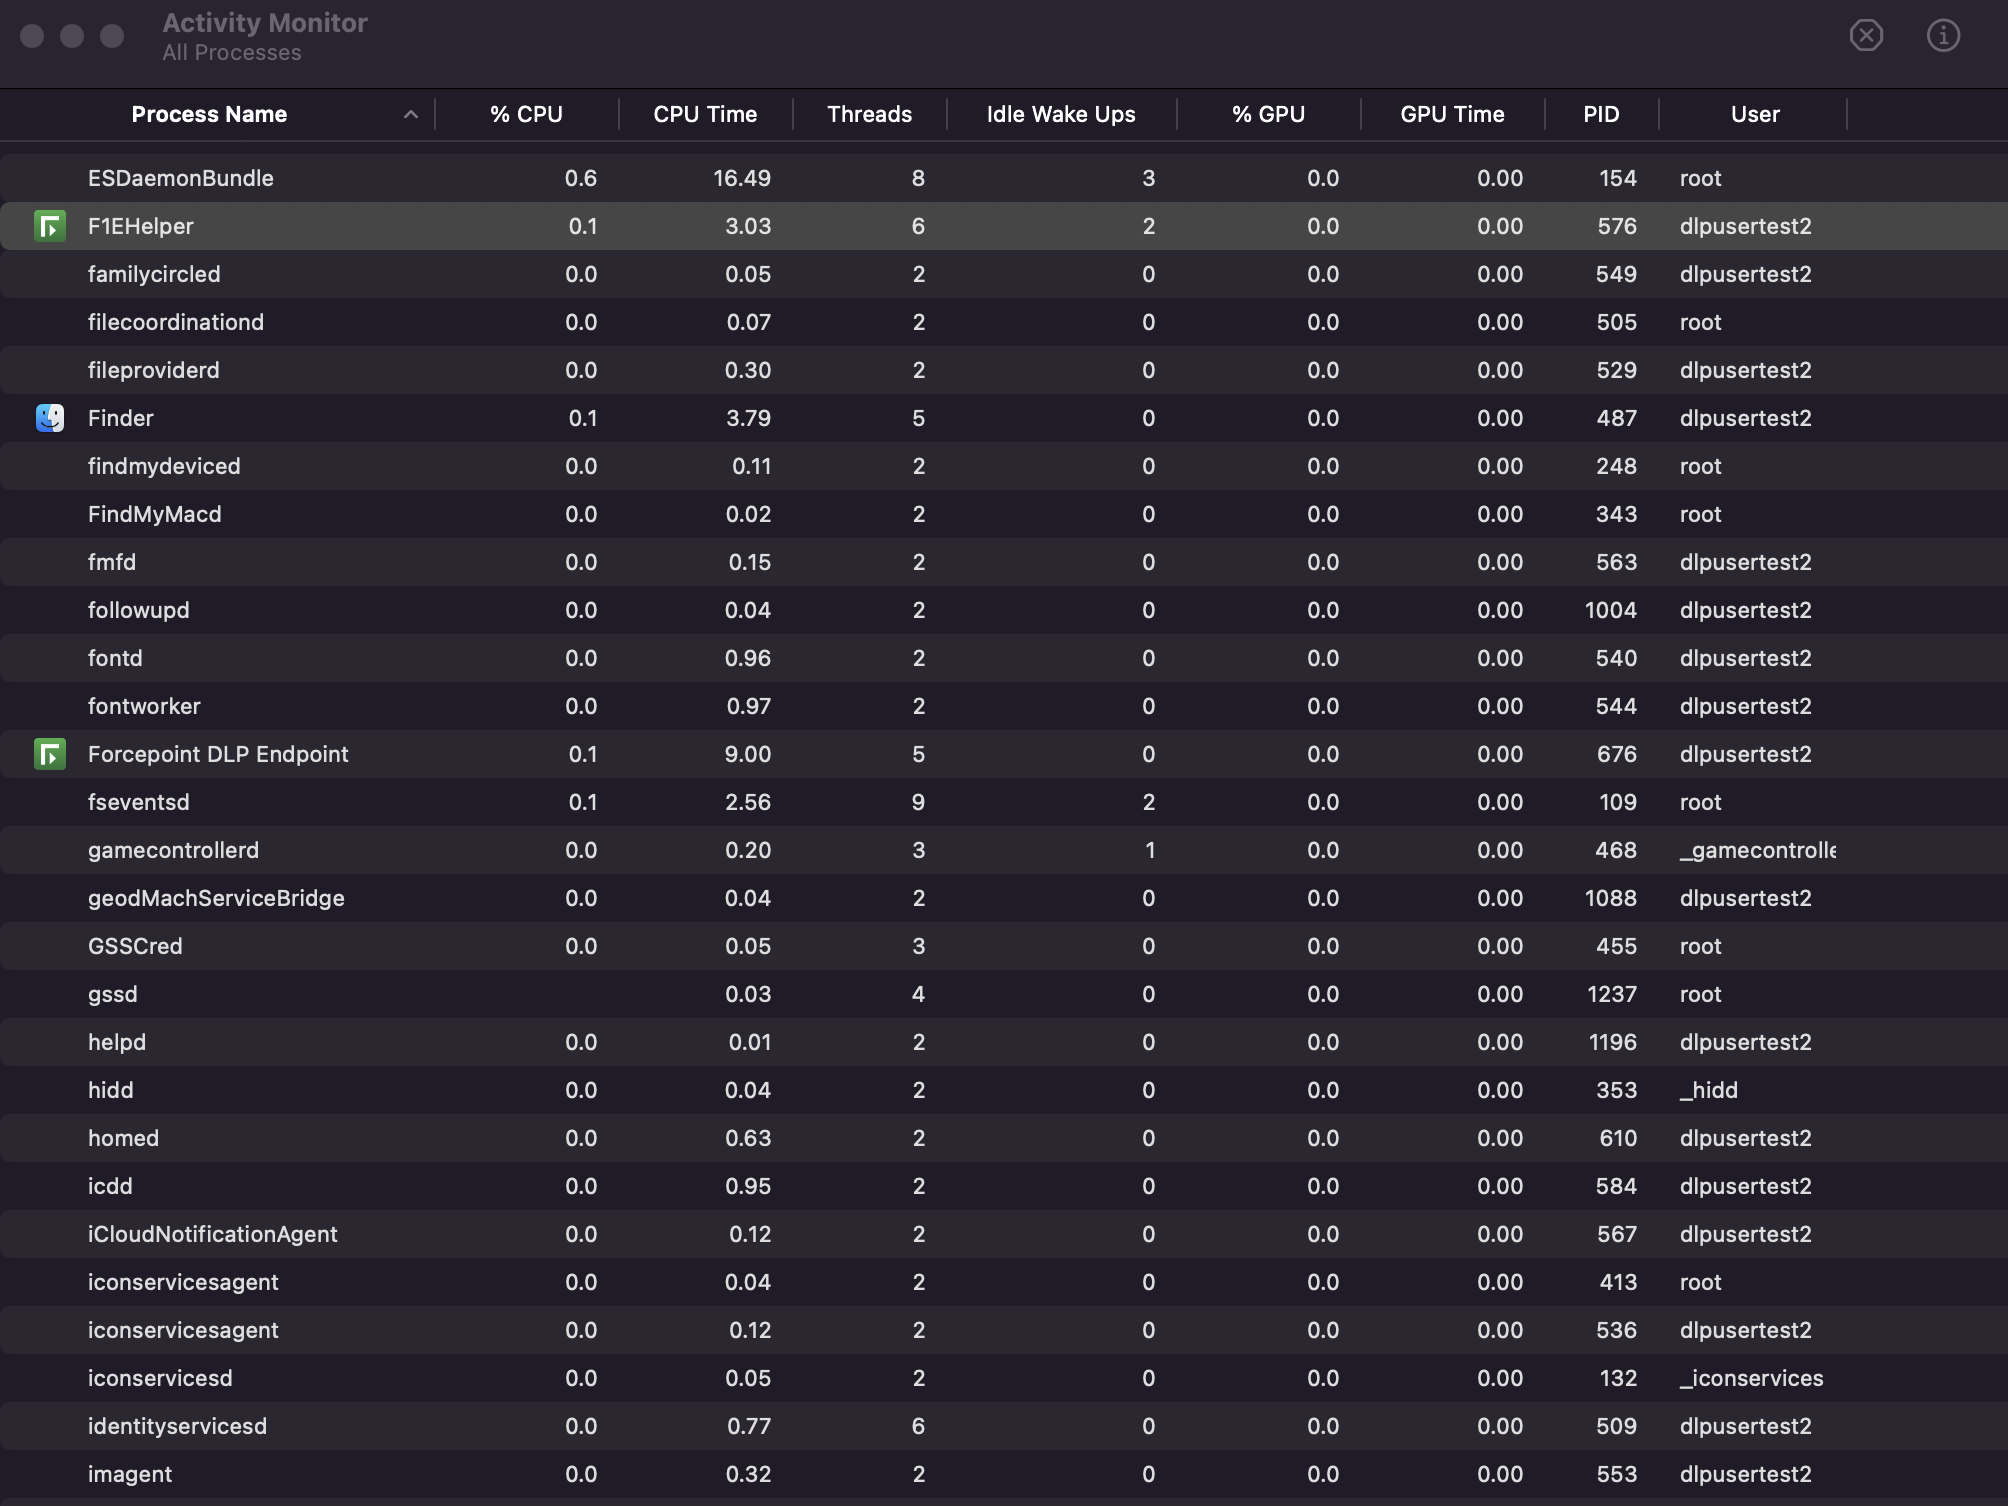 Activity Monitor
All Processes
Process Name % CPU CPU Time Threads Idle Wake Ups % GPU GPU Time PID User
ESDaemonBundle 0.6 16.49 8 3 0.0 0.00 154 root
F1EHelper 0.1 3.03 6 2 0.0 0.00 576 dlpusertest2
familycircled 0.0 0.05 2 0 0.0 0.00 549 dlpusertest2
filecoordinationd 0.0 0.07 2 0 0.0 0.00 505 root
fileproviderd 0.0 0.30 2 0 0.0 0.00 529 dlpusertest2
Finder 0.1 3.79 5 0 0.0 0.00 487 dlpusertest2
findmydeviced 0.0 0.11 2 0 0.0 0.00 248 root
FindMyMacd 0.0 0.02 2 0 0.0 0.00 343 root
fmfd 0.0 0.15 2 0 0.0 0.00 563 dlpusertest2
followupd 0.0 0.04 2 0 0.0 0.00 1004 dlpusertest2
fontd 0.0 0.96 2 0 0.0 0.00 540 dlpusertest2
fontworker 0.0 0.97 2 0 0.0 0.00 544 dlpusertest2
Forcepoint DLP Endpoint 0.1 9.00 5 0 0.0 0.00 676 dlpusertest2
fseventsd 0.1 2.56 9 2 0.0 0.00 109 root
gamecontrollerd 0.0 0.20 3 1 0.0 0.00 468 _gamecontrolle
geodMachServiceBridge 0.0 0.04 2 0 0.0 0.00 1088 dlpusertest2
GSSCred 0.0 0.05 3 0 0.0 0.00 455 root
gssd 0.03 4 0 0.0 0.00 1237 root
helpd 0.0 0.01 2 0 0.0 0.00 1196 dlpusertest2
hidd 0.0 0.04 2 0 0.0 0.00 353 _hidd
homed 0.0 0.63 2 0 0.0 0.00 610 dlpusertest2
icdd 0.0 0.95 2 0 0.0 0.00 584 dlpusertest2
iCloudNotificationAgent 0.0 0.12 2 0 0.0 0.00 567 dlpusertest2
iconservicesagent 0.0 0.04 2 0 0.0 0.00 413 root
iconservicesagent 0.0 0.12 2 0 0.0 0.00 536 dlpusertest2
iconservicesd 0.0 0.05 2 0 0.0 0.00 132 _iconservices
identityservicesd 0.0 0.77 6 0 0.0 0.00 509 dlpusertest2
imagent 0.0 0.32 2 0 0.0 0.00 553 dlpusertest2